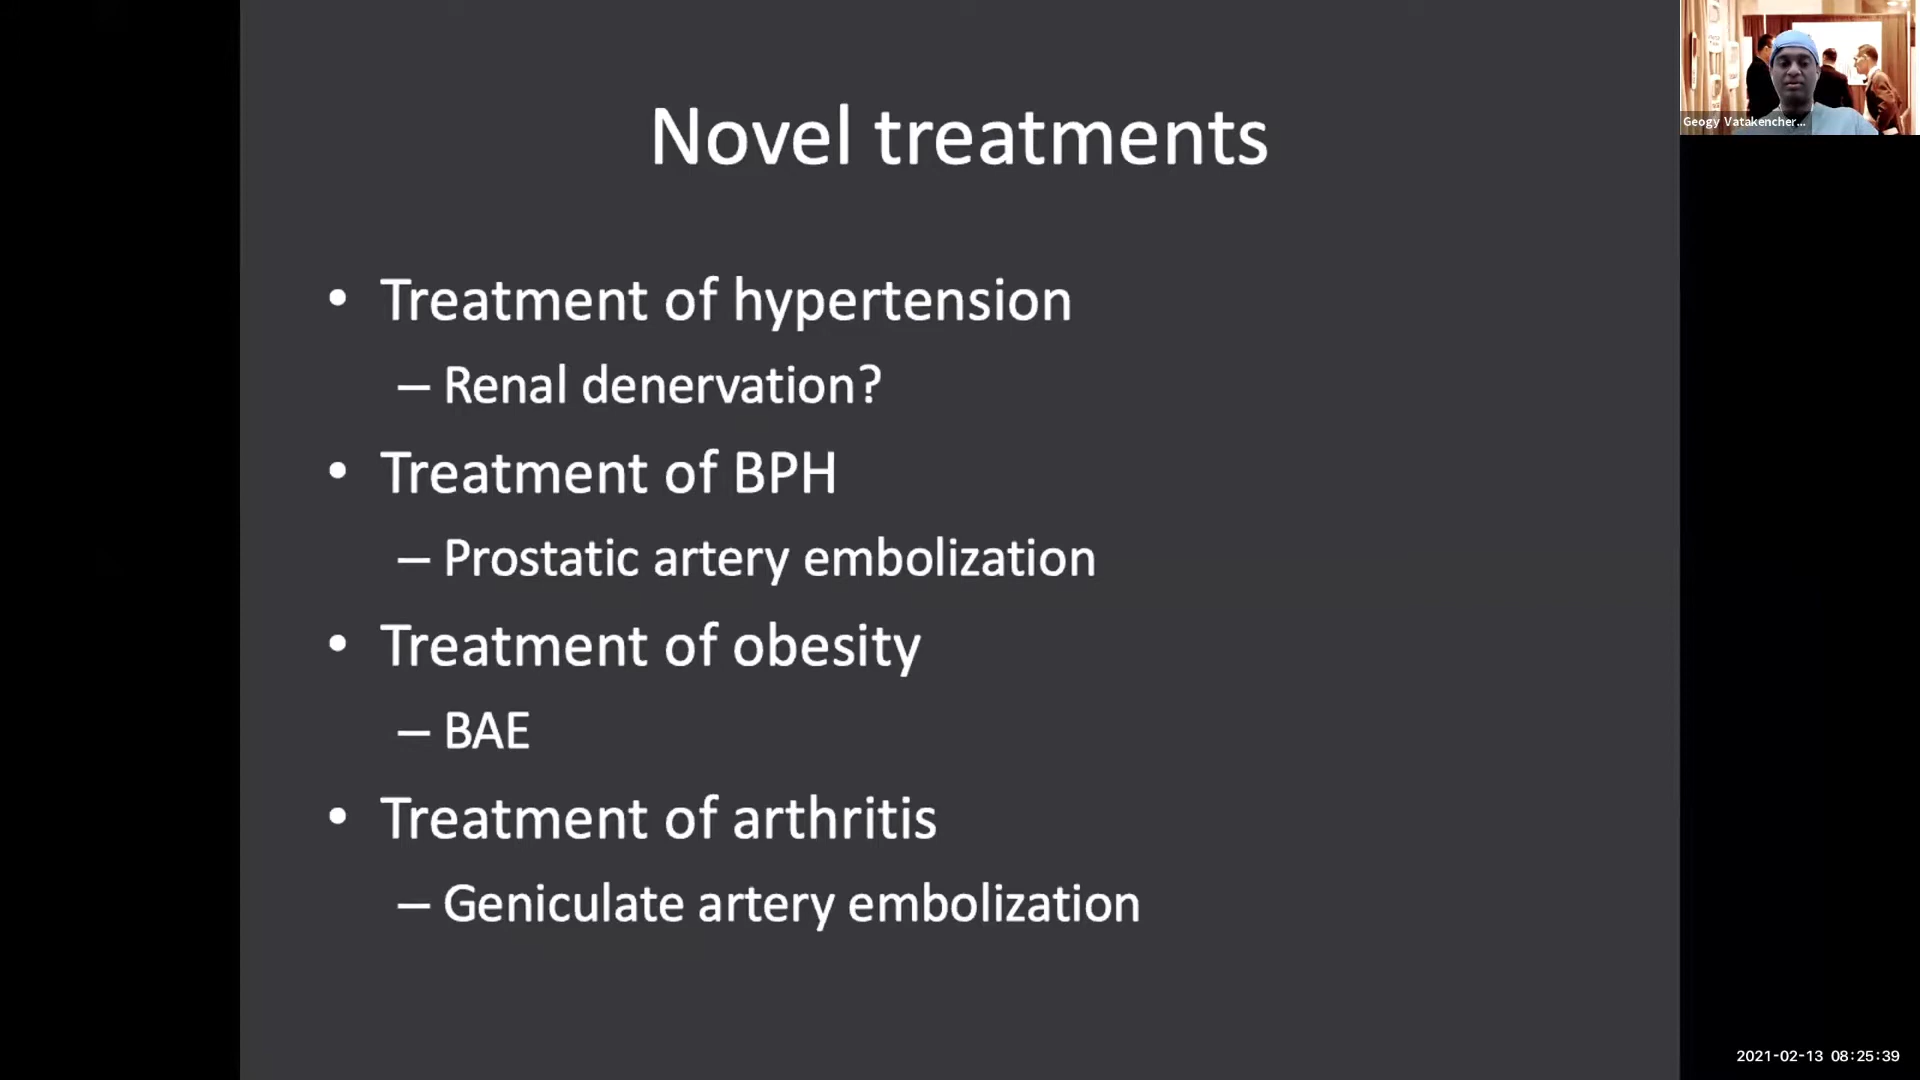 Novel treatments
• Treatment of hypertension
– Renal denervation?
• Treatment of BPH
– Prostatic artery embolization
• Treatment of obesity
– BAE
• Treatment of arthritis
– Geniculate artery embolization
Geogy Vatakencher...
2021-02-13 08:25:39